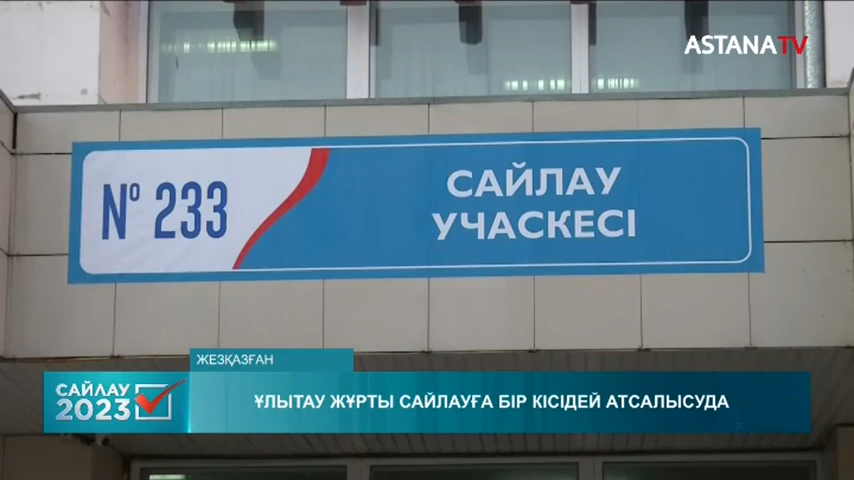 ASTANATV
№ 233
САЙЛАУ
УЧАСКЕСІ
ЖЕЗҚАЗҒАН
САЙЛАУ
2023
ҰЛЫТАУ ЖҰРТЫ САЙЛАУҒА БІР КІСІДЕЙ АТСАЛЫСУДА